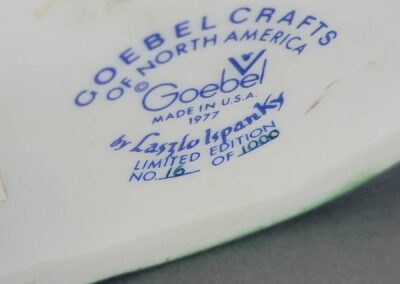 GOEBEL CRAFTS
OF NORTH AMERICA
© Goebel
MADE IN U.S.A.
1977
by Laszlo Ispanky
LIMITED EDITION
NO. 16 OF 1000